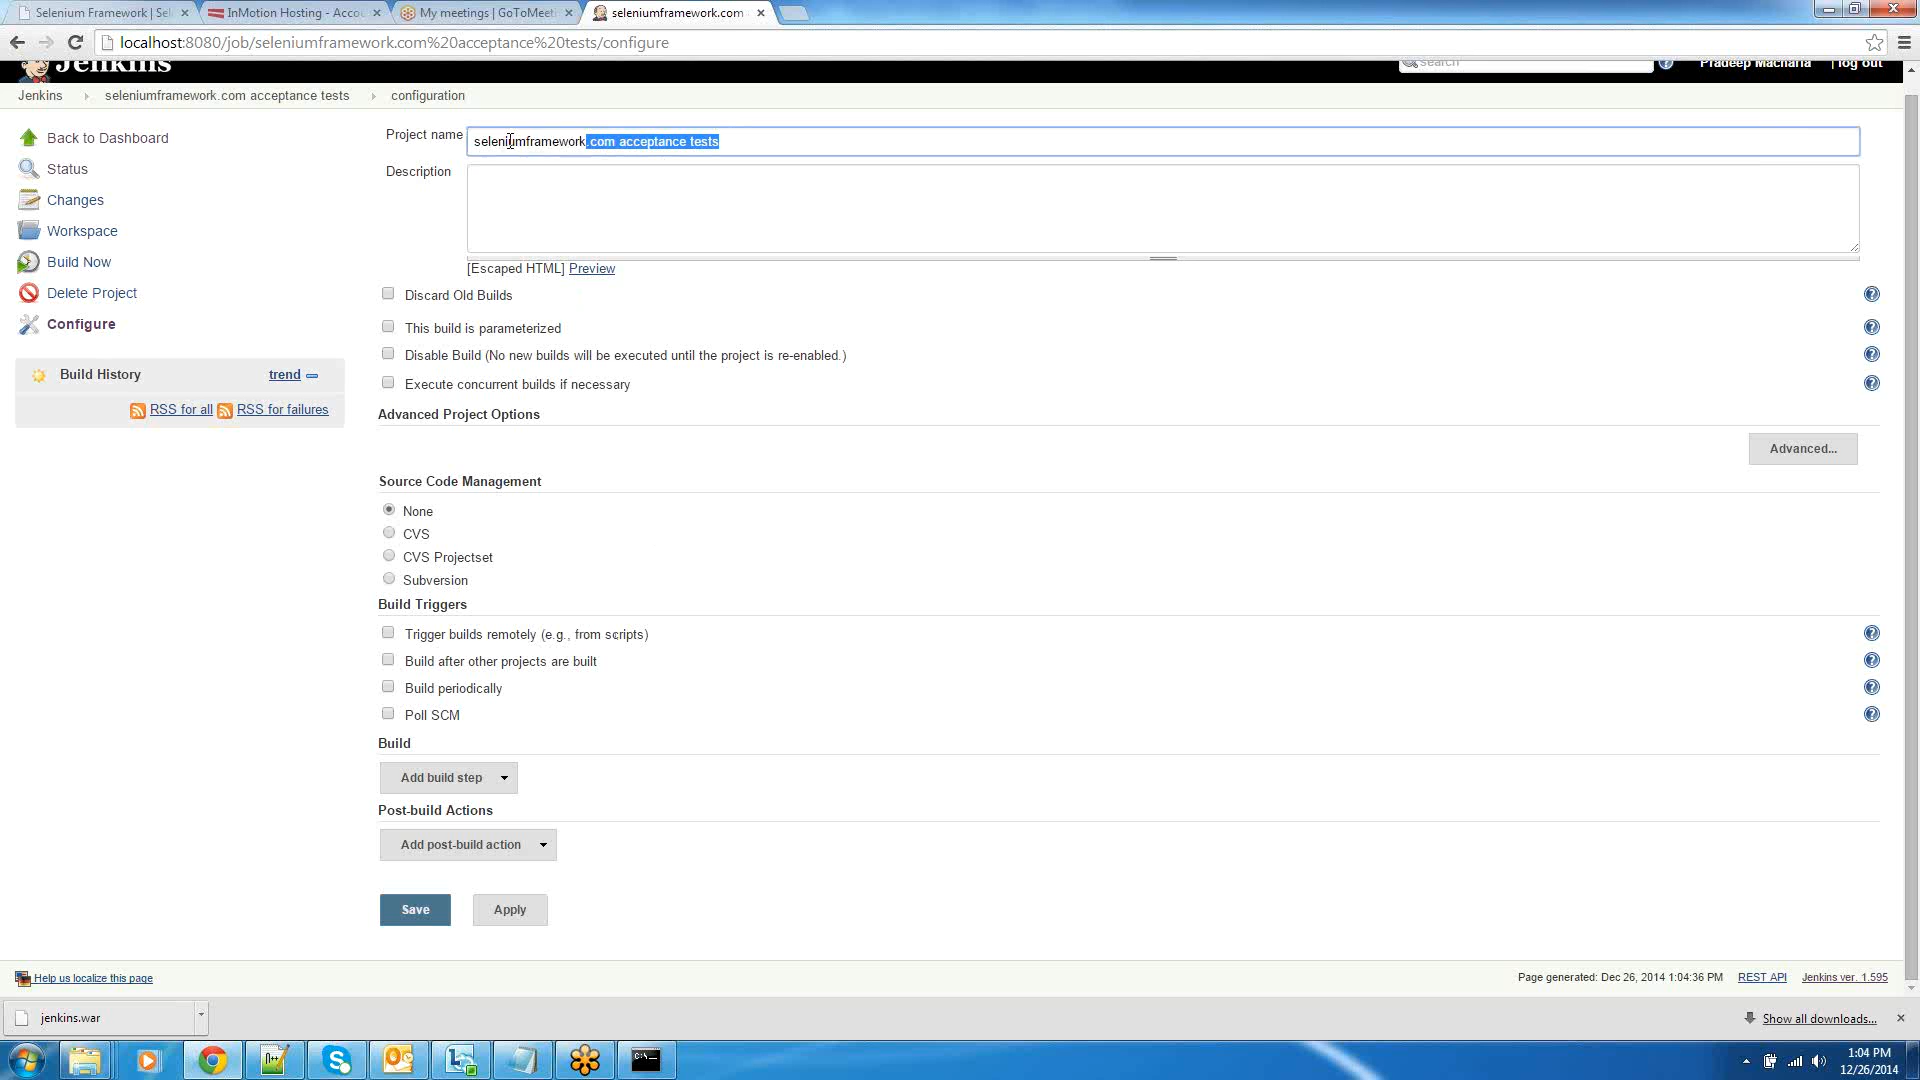 Selenium Framework | Sel
InMotion Hosting - Accou
My meetings | GoToMeeti
seleniumframework.com
localhost:8080/job/seleniumframework.com%20acceptance%20tests/configure
Jenkins
search
Pradeep Macharla
| log out
Jenkins
seleniumframework.com acceptance tests
configuration
Back to Dashboard
Status
Changes
Workspace
Build Now
Delete Project
Configure
Build History
trend
RSS for all
RSS for failures
Project name
seleniumframework.com acceptance tests
Description
[Escaped HTML] Preview
Discard Old Builds
This build is parameterized
Disable Build (No new builds will be executed until the project is re-enabled.)
Execute concurrent builds if necessary
Advanced Project Options
Advanced...
Source Code Management
None
CVS
CVS Projectset
Subversion
Build Triggers
Trigger builds remotely (e.g., from scripts)
Build after other projects are built
Build periodically
Poll SCM
Build
Add build step
Post-build Actions
Add post-build action
Save
Apply
Help us localize this page
Page generated: Dec 26, 2014 1:04:36 PM
REST API
Jenkins ver. 1.595
jenkins.war
Show all downloads...
1:04 PM
12/26/2014